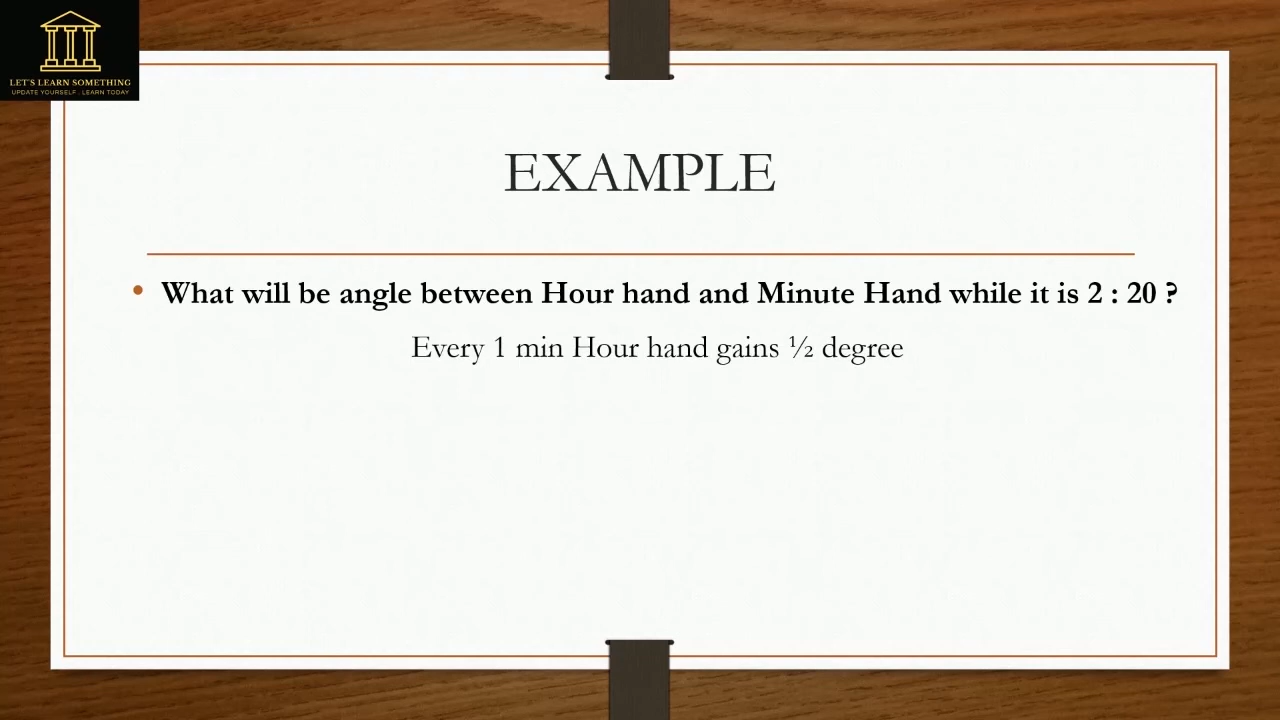 LET'S LEARN SOMETHING
UPDATE YOURSELF . LEARN TODAY
EXAMPLE
• What will be angle between Hour hand and Minute Hand while it is 2 : 20 ?
Every 1 min Hour hand gains ½ degree